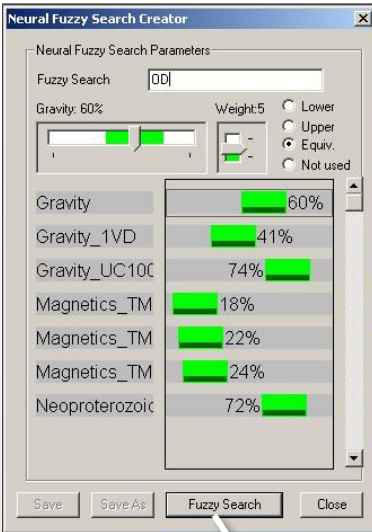 Neural Fuzzy Search Creator
Neural Fuzzy Search Parameters
Fuzzy Search OD
Gravity: 60% Weight:5
Lower
Upper
Equiv.
Not used
Gravity 60%
Gravity_1VD 41%
Gravity_UC100 74%
Magnetics_TM 18%
Magnetics_TM 22%
Magnetics_TM 24%
Neoproterozoic 72%
Save Save As Fuzzy Search Close